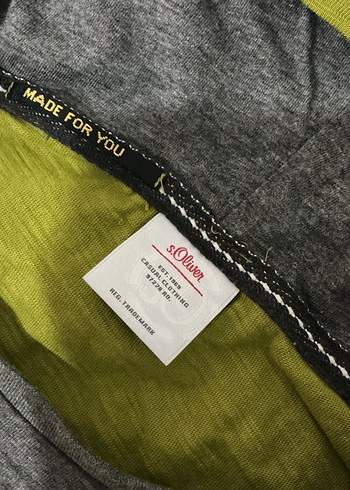 MADE FOR YOU
s.Oliver
EST. 1969
CASUAL CLOTHING
97228 RO.
REG. TRADEMARK